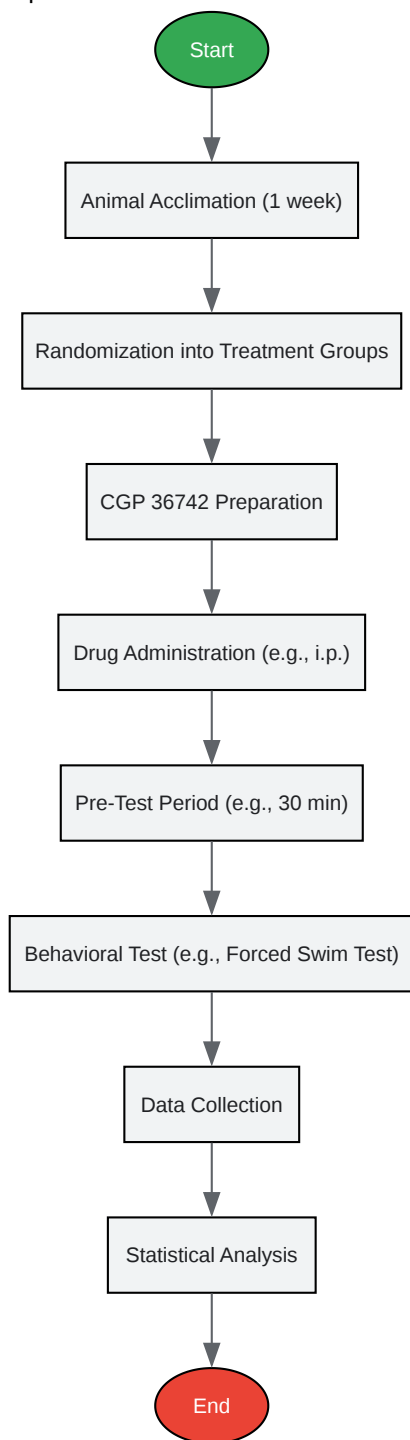 Start
Animal Acclimation (1 week)
Randomization into Treatment Groups
CGP 36742 Preparation
Drug Administration (e.g., i.p.)
Pre-Test Period (e.g., 30 min)
Behavioral Test (e.g., Forced Swim Test)
Data Collection
Statistical Analysis
End